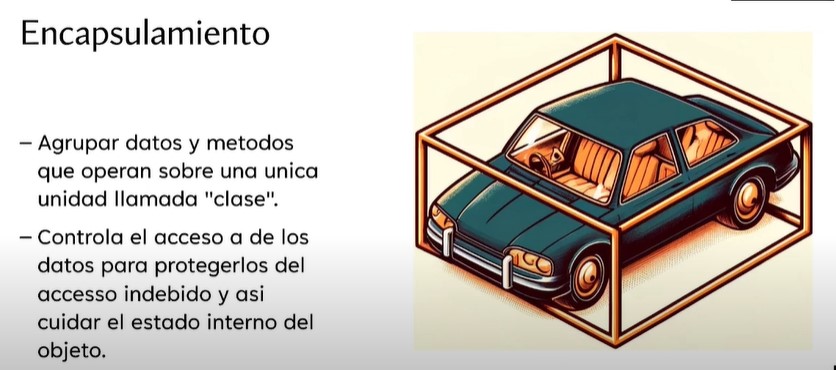 Encapsulamiento
– Agrupar datos y metodos
que operan sobre una unica
unidad llamada "clase".
– Controla el acceso a de los
datos para protegerlos del
accesso indebido y asi
cuidar el estado interno del
objeto.